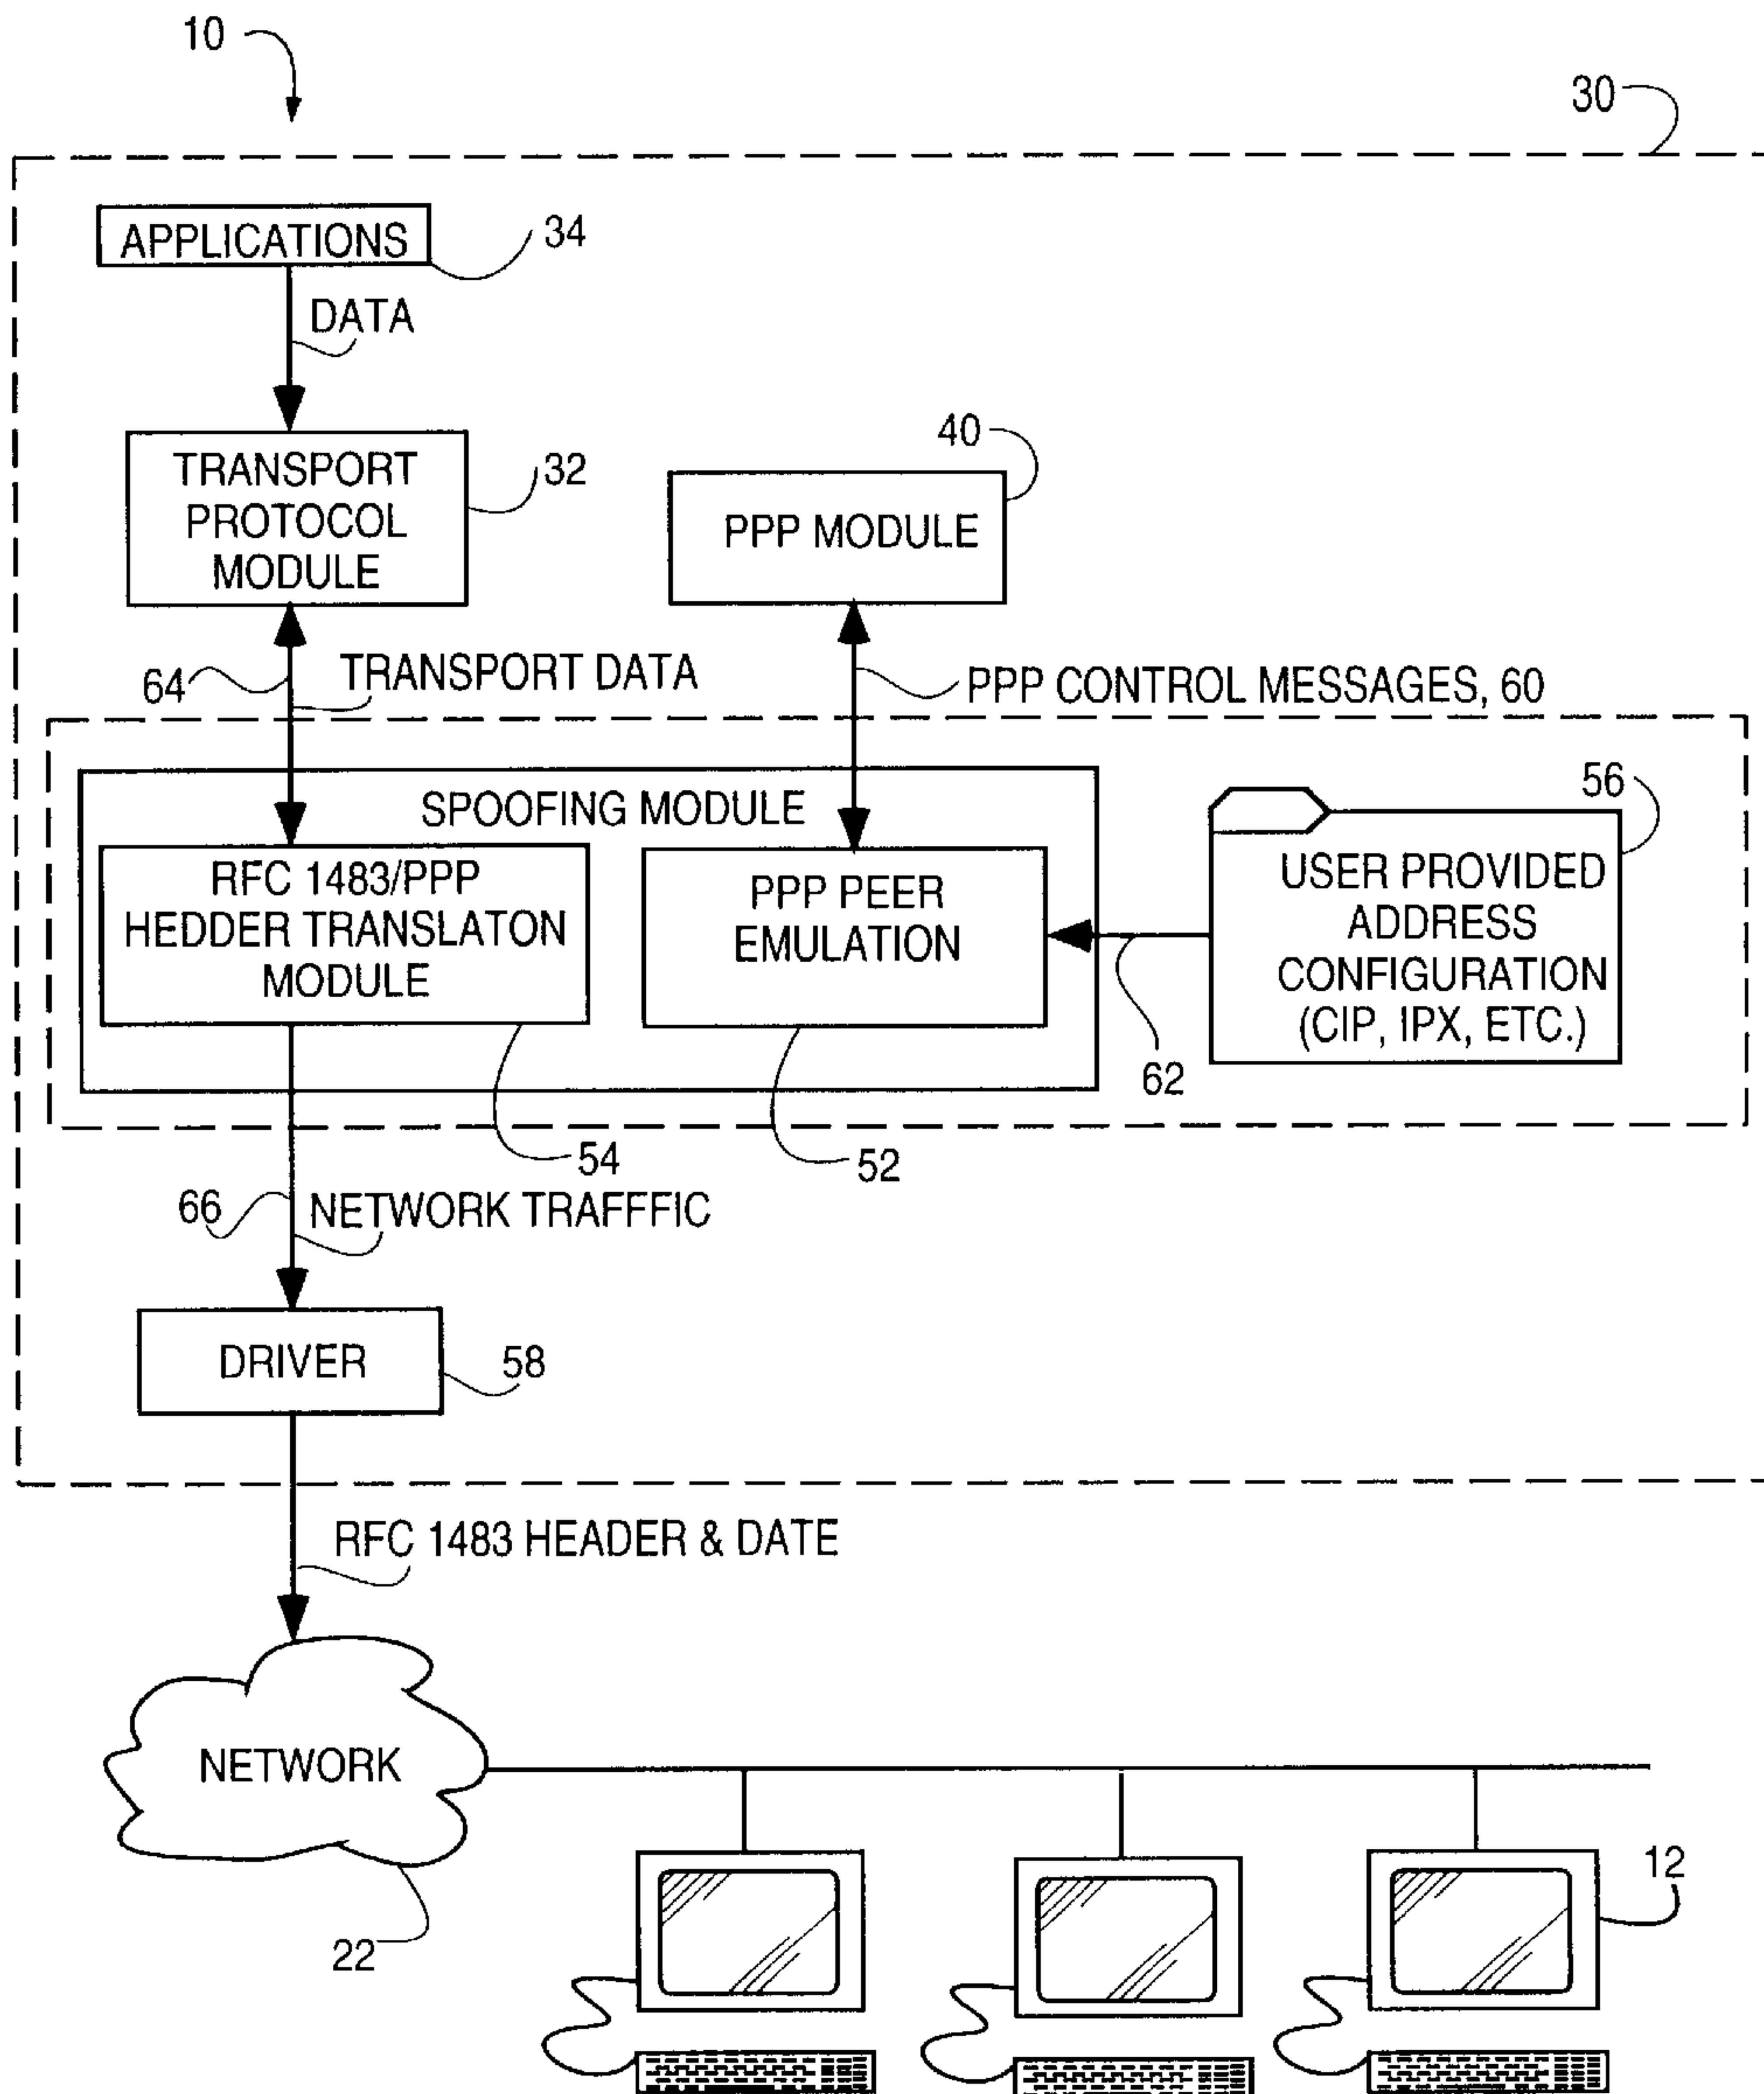 10
30
APPLICATIONS
34
DATA
TRANSPORT
PROTOCOL
MODULE
32
40
PPP MODULE
64
TRANSPORT DATA
PPP CONTROL MESSAGES, 60
SPOOFING MODULE
56
RFC 1483/PPP
HEDDER TRANSLATON
MODULE
PPP PEER
EMULATION
USER PROVIDED
ADDRESS
CONFIGURATION
(CIP, IPX, ETC.)
62
54
52
66
NETWORK TRAFFFIC
DRIVER
58
RFC 1483 HEADER & DATE
NETWORK
22
12